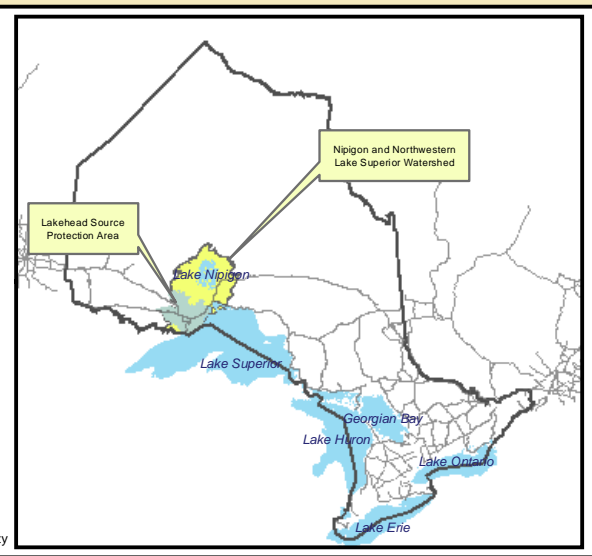 Nipigon and Northwestern
Lake Superior Watershed
Lakehead Source
Protection Area
Lake Nipigon
Lake Superior
Georgian Bay
Lake Huron
Lake Ontario
Lake Erie